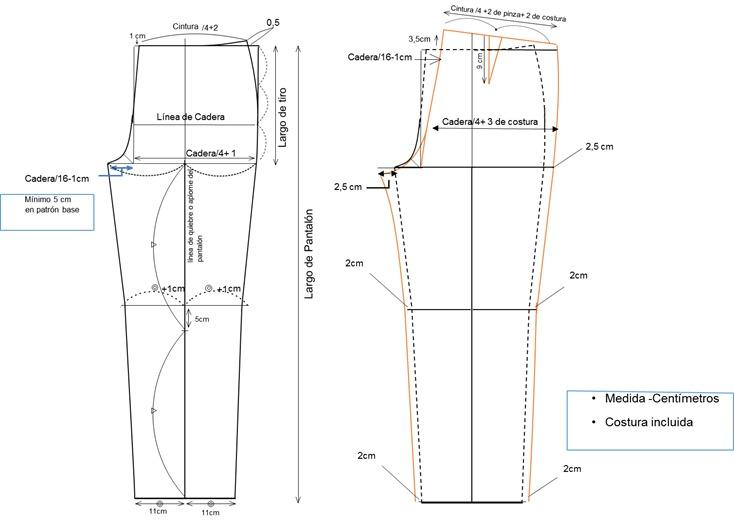 Cintura /4+2
0,5
1 cm
Línea de Cadera
Largo de tiro
Cadera/4+ 1
Cadera/16-1cm
Mínimo 5 cm
en patrón base
línea de quiebre o aplome del
pantalón
+1cm
+1cm
5cm
Largo de Pantalón
11cm
11cm
Cintura /4 +2 de pinza+ 2 de costura
3,5cm
Cadera/16-1cm
9 cm
Cadera/4+ 3 de costura
2,5 cm
2,5 cm
2cm
2cm
2cm
2cm
• Medida -Centímetros
• Costura incluida